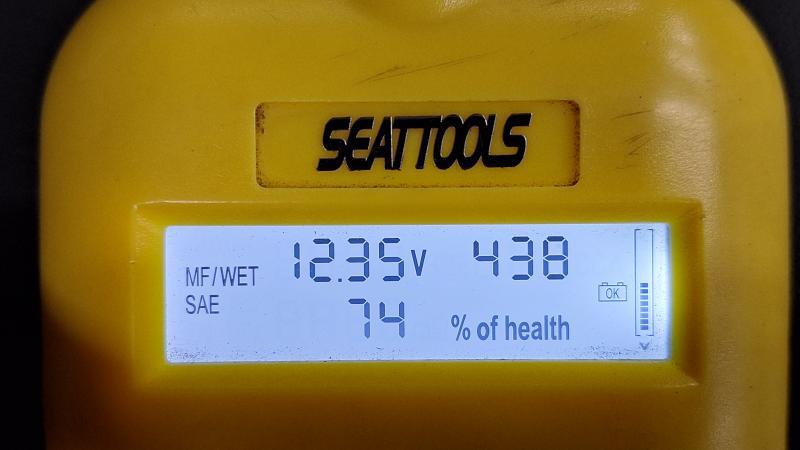 SEATTOOLS
MF/WET 12.35V 438
SAE 74 % of health
OK